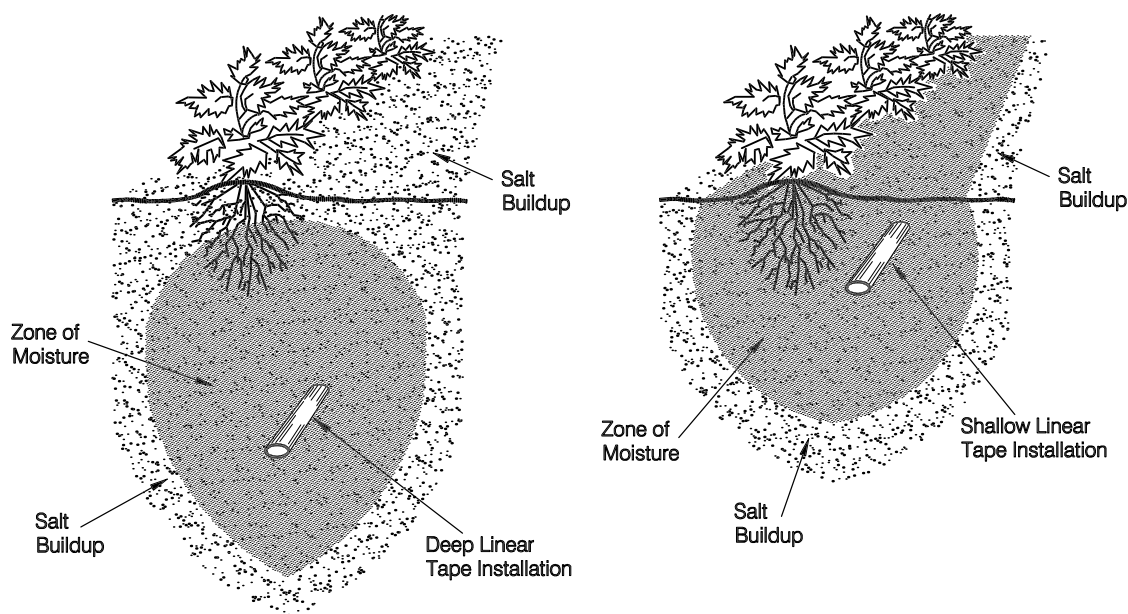 Salt
Buildup
Zone of
Moisture
Salt
Buildup
Deep Linear
Tape Installation
Salt
Buildup
Zone of
Moisture
Shallow Linear
Tape Installation
Salt
Buildup